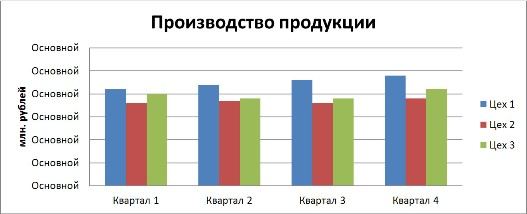 Производство продукции
млн. рублей
Основной
Основной
Основной
Основной
Основной
Основной
Основной
Квартал 1
Квартал 2
Квартал 3
Квартал 4
Цех 1
Цех 2
Цех 3